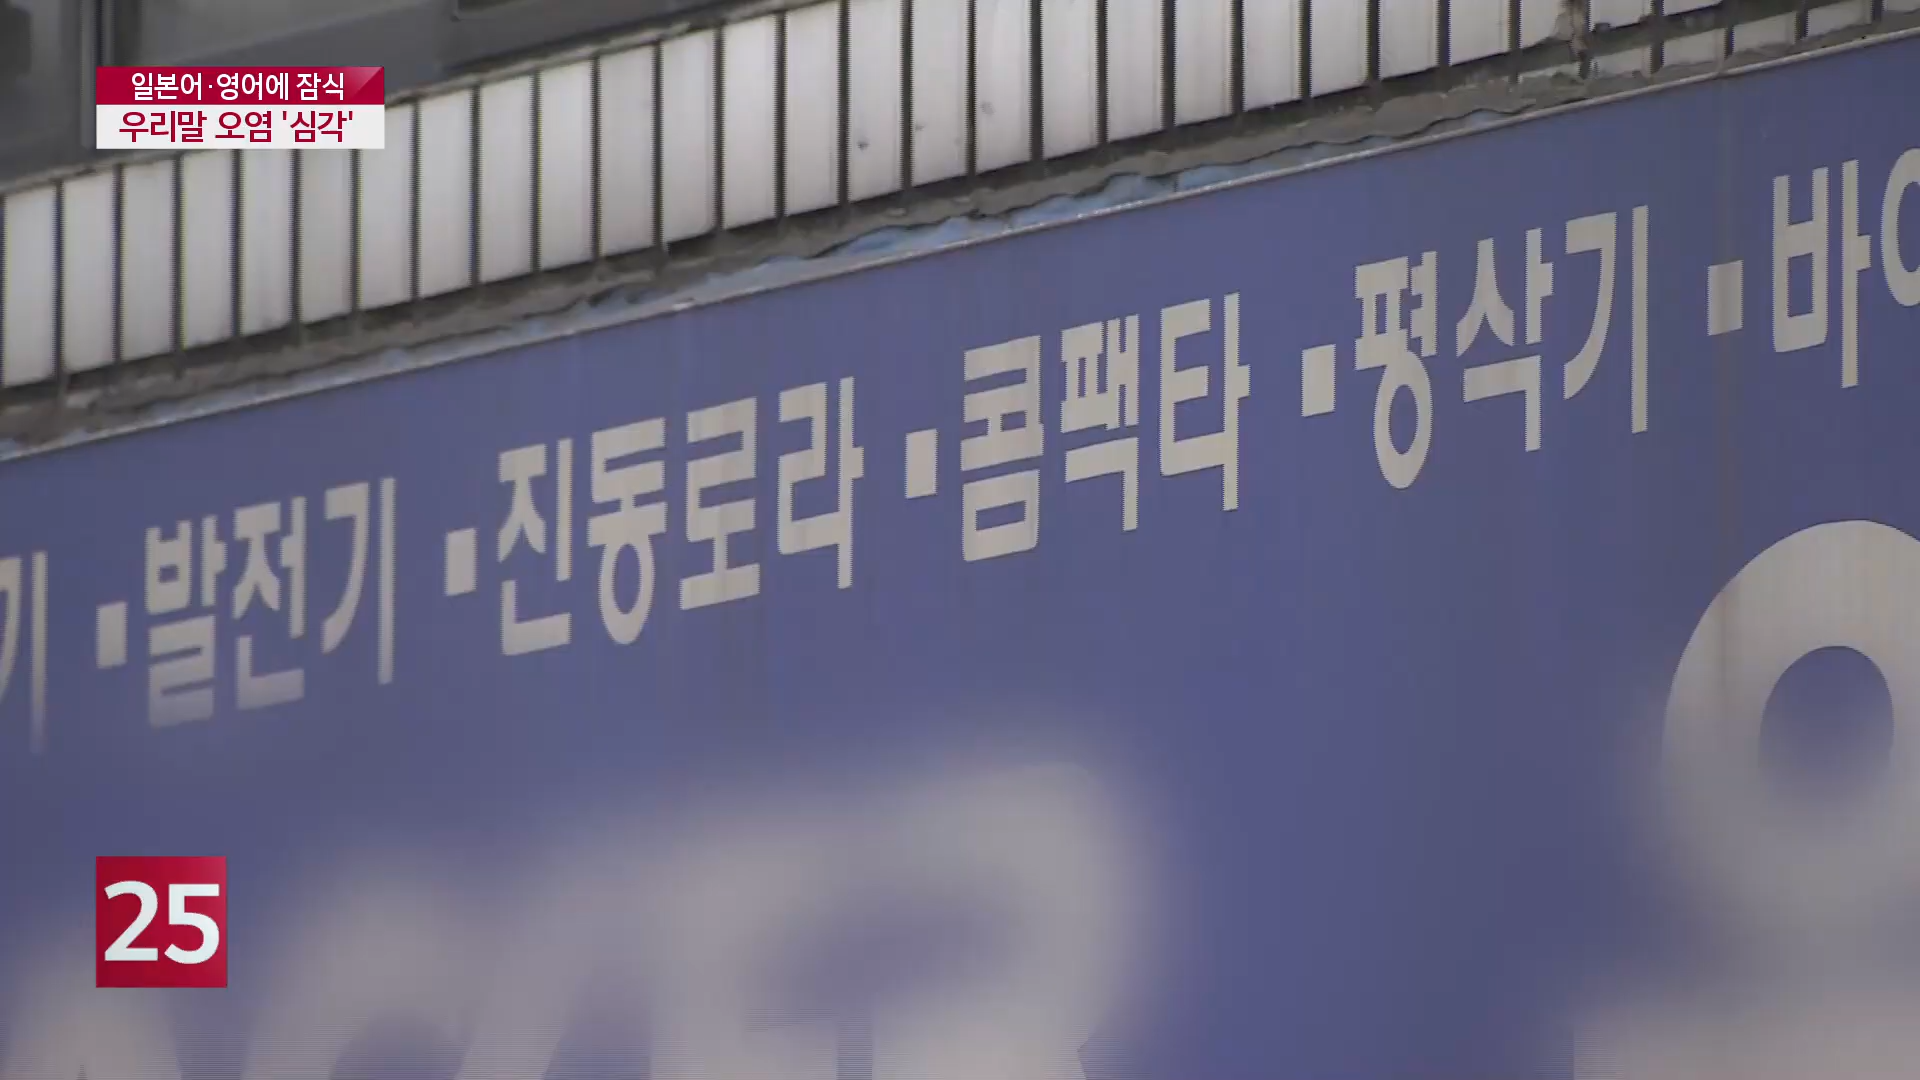 일본어·영어에 잠식
우리말 오염 '심각'
기 ▪발전기 ▪진동로라 ▪콤팩타 ▪평삭기 ▪바이
25